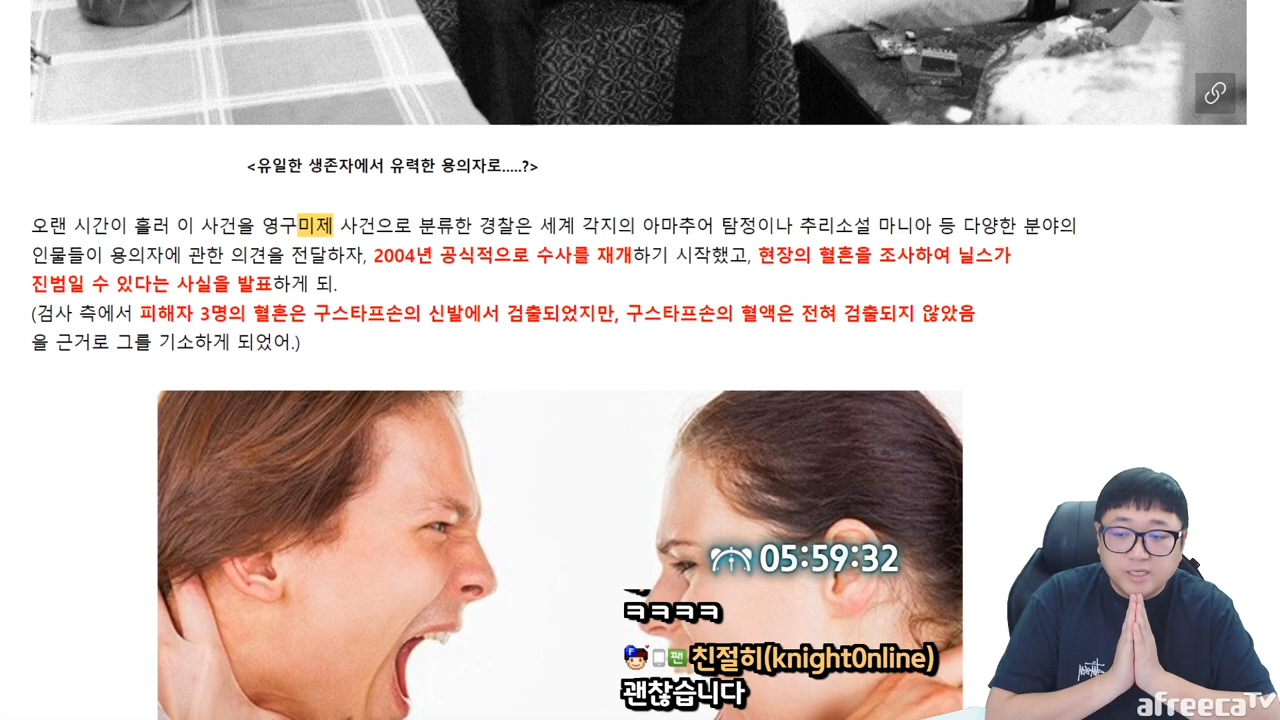 <유일한 생존자에서 유력한 용의자로.....?>
오랜 시간이 흘러 이 사건을 영구미제 사건으로 분류한 경찰은 세계 각지의 아마추어 탐정이나 추리소설 마니아 등 다양한 분야의
인물들이 용의자에 관한 의견을 전달하자, 2004년 공식적으로 수사를 재개하기 시작했고, 현장의 혈흔을 조사하여 닐스가
진범일 수 있다는 사실을 발표하게 되.
(검사 측에서 피해자 3명의 혈흔은 구스타프손의 신발에서 검출되었지만, 구스타프손의 혈액은 전혀 검출되지 않았음
을 근거로 그를 기소하게 되었어.)
05:59:32
ㅋㅋㅋㅋ
F 팬 친절히(knight0nline)
괜찮습니다
afreecaTV